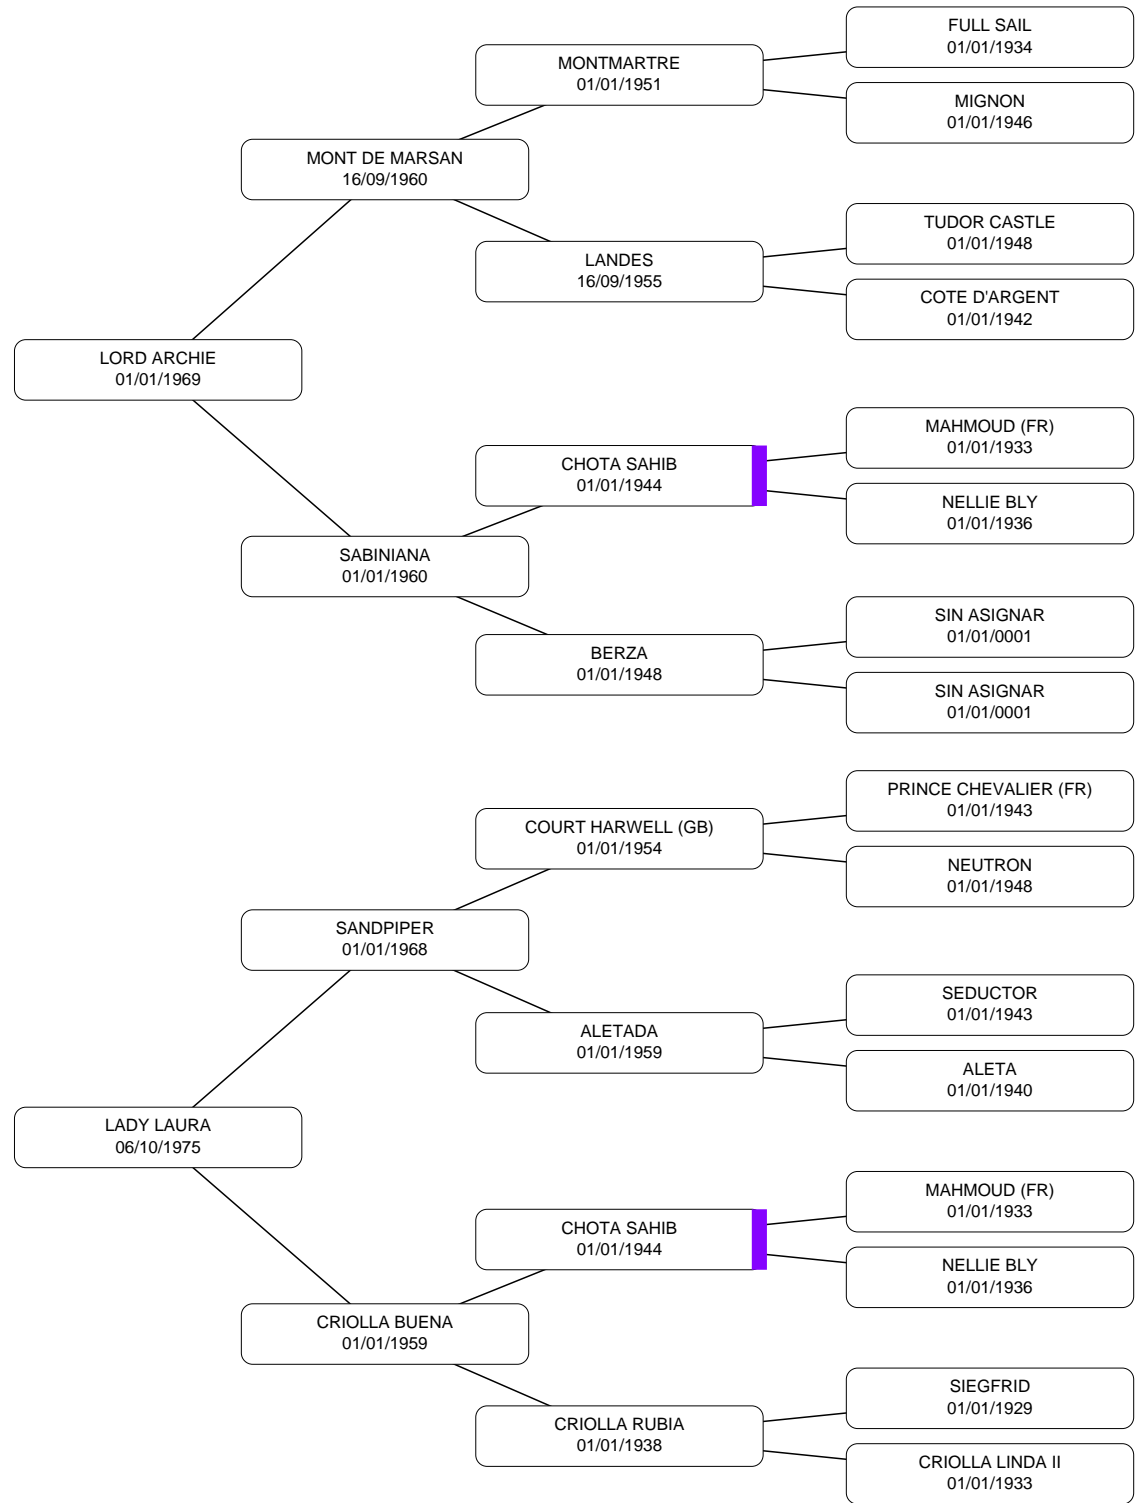 FULL SAIL
01/01/1934
MONTMARTRE
01/01/1951
MIGNON
01/01/1946
MONT DE MARSAN
16/09/1960
TUDOR CASTLE
01/01/1948
LANDES
16/09/1955
COTE D'ARGENT
01/01/1942
LORD ARCHIE
01/01/1969
MAHMOUD (FR)
01/01/1933
CHOTA SAHIB
01/01/1944
NELLIE BLY
01/01/1936
SABINIANA
01/01/1960
SIN ASIGNAR
01/01/0001
BERZA
01/01/1948
SIN ASIGNAR
01/01/0001
PRINCE CHEVALIER (FR)
01/01/1943
COURT HARWELL (GB)
01/01/1954
NEUTRON
01/01/1948
SANDPIPER
01/01/1968
SEDUCTOR
01/01/1943
ALETADA
01/01/1959
ALETA
01/01/1940
LADY LAURA
06/10/1975
MAHMOUD (FR)
01/01/1933
CHOTA SAHIB
01/01/1944
NELLIE BLY
01/01/1936
CRIOLLA BUENA
01/01/1959
SIEGFRID
01/01/1929
CRIOLLA RUBIA
01/01/1938
CRIOLLA LINDA II
01/01/1933